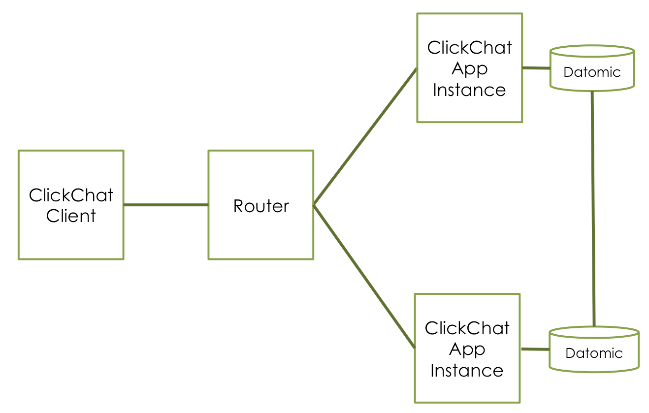 ClickChat
App
Instance
Datomic
ClickChat
Client
Router
ClickChat
App
Instance
Datomic